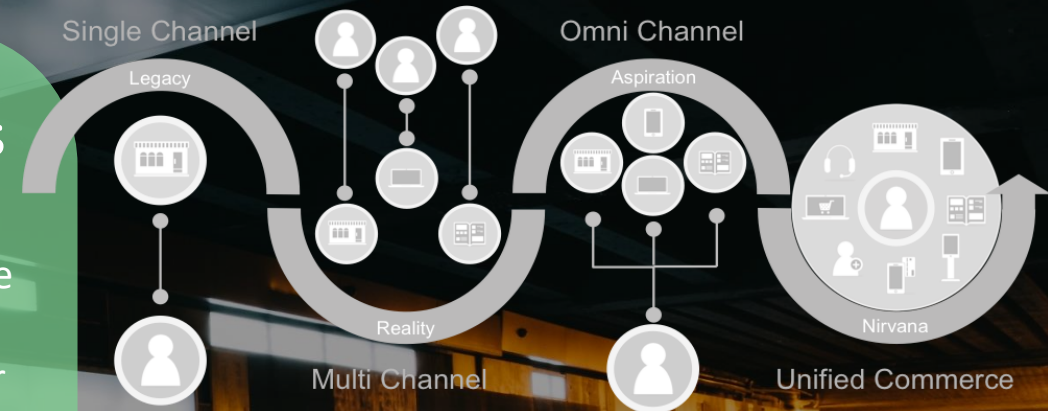 Single Channel
Legacy
Omni Channel
Aspiration
Reality
Multi Channel
Nirvana
Unified Commerce